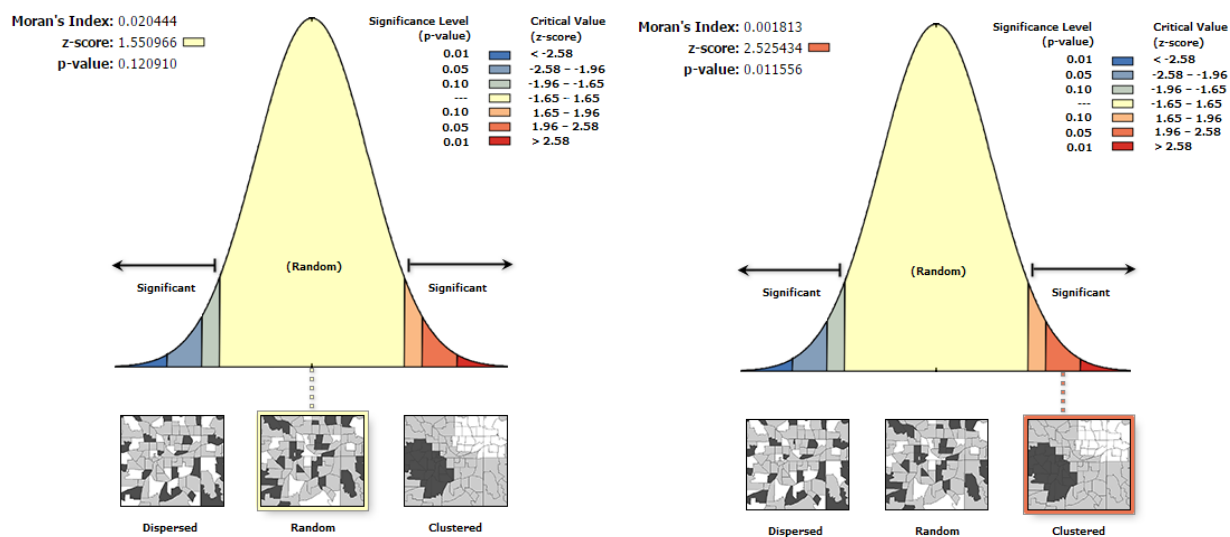 Moran's Index: 0.020444
z-score: 1.550966
p-value: 0.120910
Significance Level (p-value)
Critical Value (z-score)
0.01 < -2.58
0.05 -2.58 – -1.96
0.10 -1.96 – -1.65
--- -1.65 – 1.65
0.10 1.65 – 1.96
0.05 1.96 – 2.58
0.01 > 2.58
(Random)
Significant Significant
Dispersed Random Clustered
Moran's Index: 0.001813
z-score: 2.525434
p-value: 0.011556
Significance Level (p-value)
Critical Value (z-score)
0.01 < -2.58
0.05 -2.58 – -1.96
0.10 -1.96 – -1.65
--- -1.65 – 1.65
0.10 1.65 – 1.96
0.05 1.96 – 2.58
0.01 > 2.58
(Random)
Significant Significant
Dispersed Random Clustered